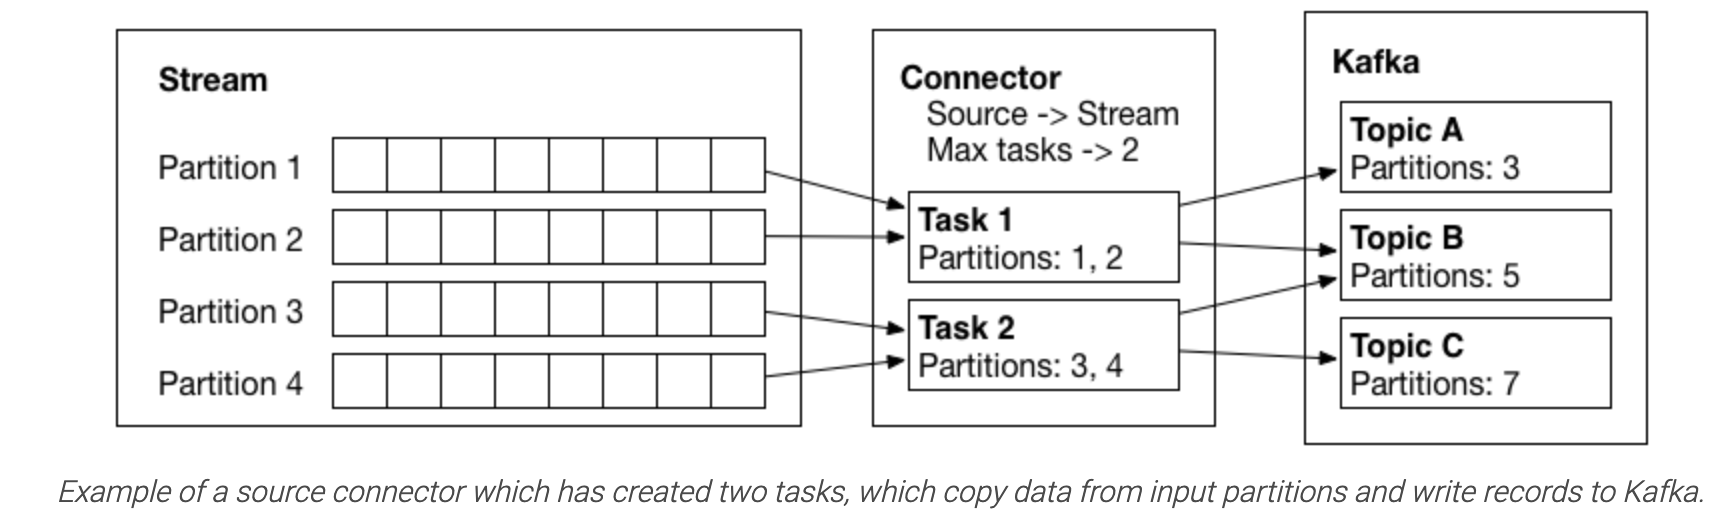 Stream
Partition 1
Partition 2
Partition 3
Partition 4
Connector
Source -> Stream
Max tasks -> 2
Task 1
Partitions: 1, 2
Task 2
Partitions: 3, 4
Kafka
Topic A
Partitions: 3
Topic B
Partitions: 5
Topic C
Partitions: 7
Example of a source connector which has created two tasks, which copy data from input partitions and write records to Kafka.